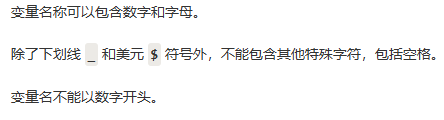 变量名称可以包含数字和字母。
除了下划线 _ 和美元 $ 符号外，不能包含其他特殊字符，包括空格。
变量名不能以数字开头。